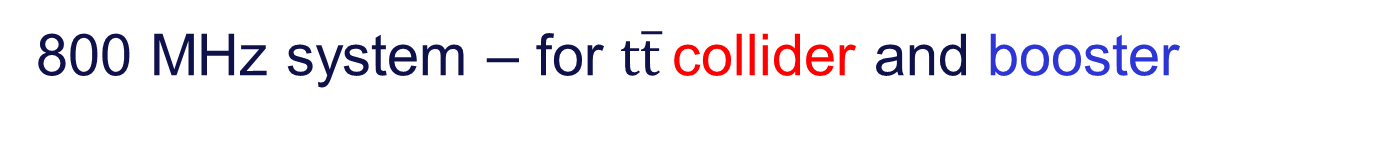 800 MHz system – for tt̅ collider and booster